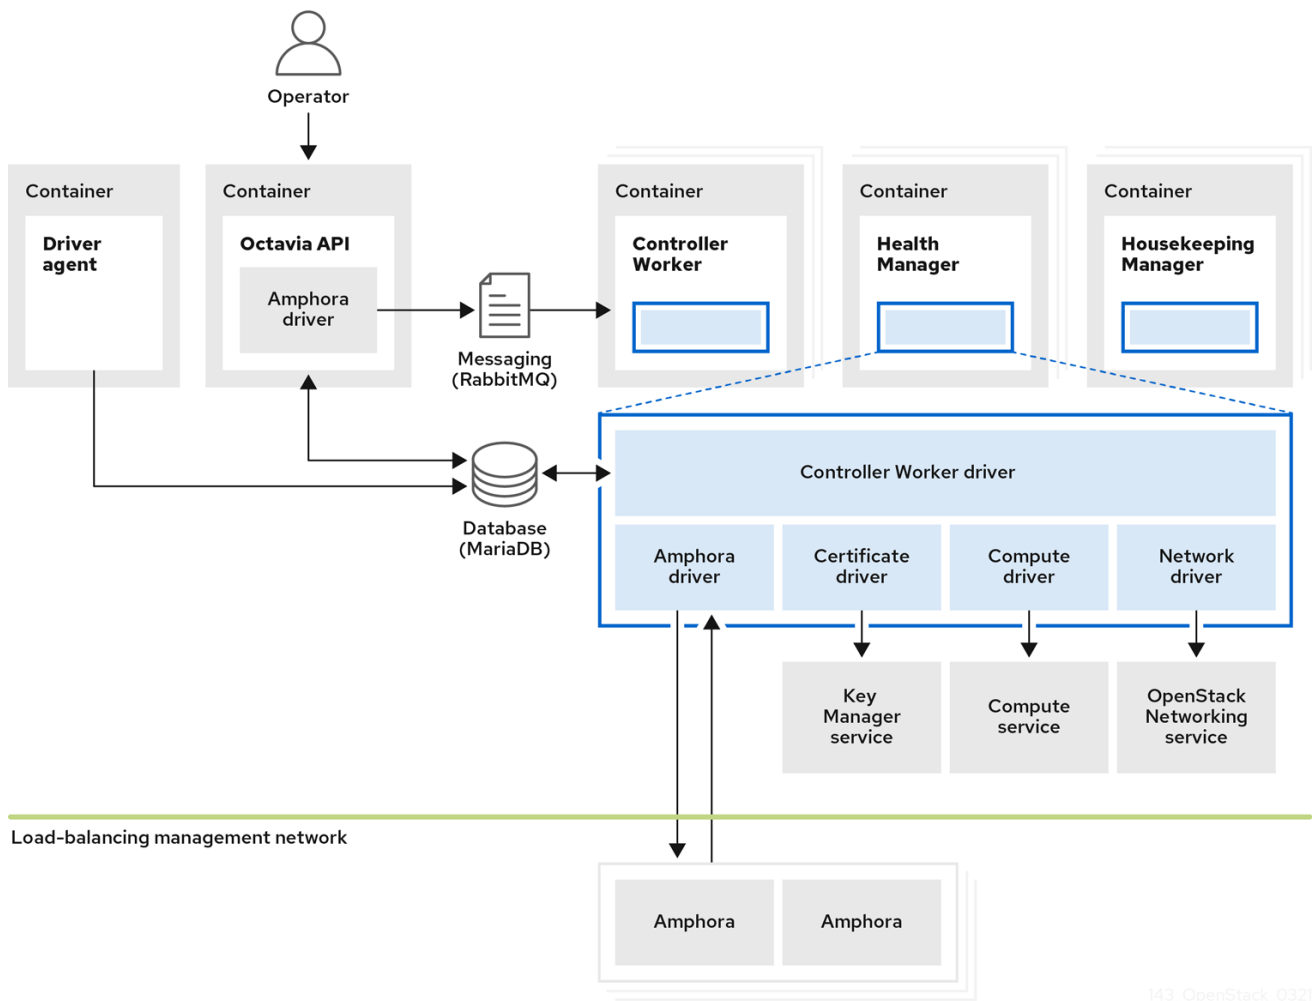 Operator
Container
Driver
agent
Container
Octavia API
Amphora
driver
Messaging
(RabbitMQ)
Container
Controller
Worker
Container
Health
Manager
Container
Housekeeping
Manager
Database
(MariaDB)
Controller Worker driver
Amphora
driver
Certificate
driver
Compute
driver
Network
driver
Key
Manager
service
Compute
service
OpenStack
Networking
service
Load-balancing management network
Amphora
Amphora
143_OpenStack_0321